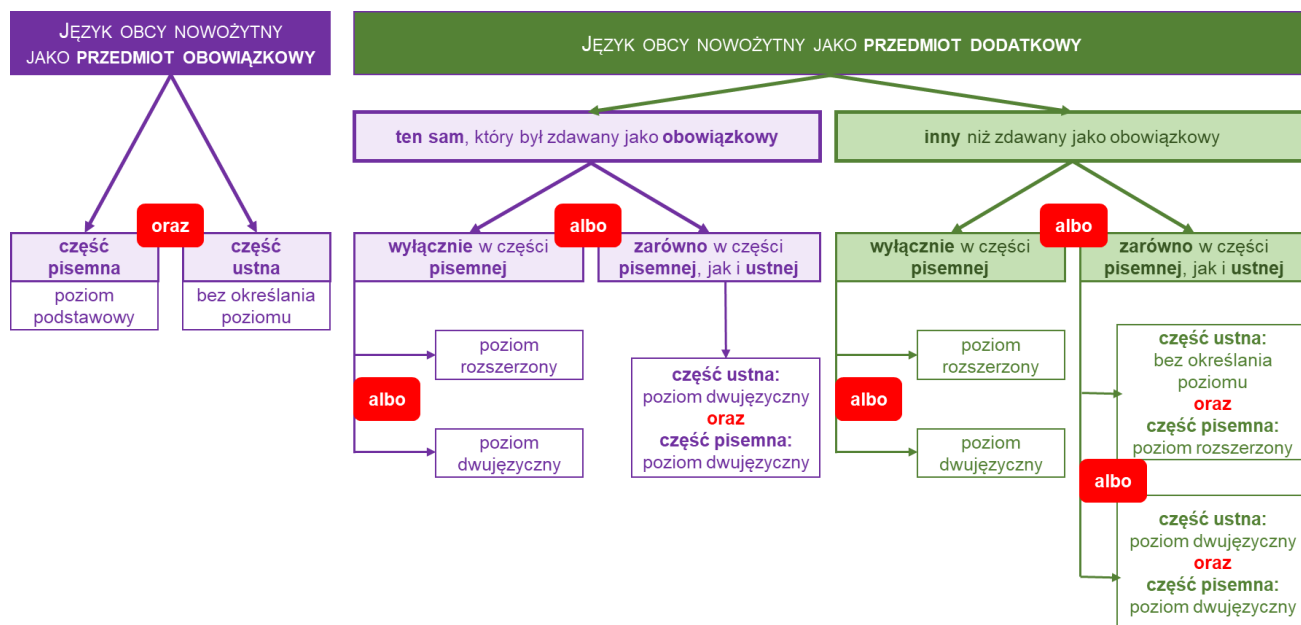 JĘZYK OBCY NOWOŻYTNY
JAKO PRZEDMIOT OBOWIĄZKOWY
JĘZYK OBCY NOWOŻYTNY JAKO PRZEDMIOT DODATKOWY
ten sam, który był zdawany jako obowiązkowy
inny niż zdawany jako obowiązkowy
oraz
część
pisemna
poziom
podstawowy
część
ustna
bez określania
poziomu
albo
wyłącznie w części
pisemnej
zarówno w części
pisemnej, jak i ustnej
poziom
rozszerzony
albo
poziom
dwujęzyczny
część ustna:
poziom dwujęzyczny
oraz
część pisemna:
poziom dwujęzyczny
albo
wyłącznie w części
pisemnej
zarówno w części
pisemnej, jak i ustnej
poziom
rozszerzony
albo
poziom
dwujęzyczny
część ustna:
bez określania
poziomu
oraz
część pisemna:
poziom rozszerzony
albo
część ustna:
poziom dwujęzyczny
oraz
część pisemna:
poziom dwujęzyczny